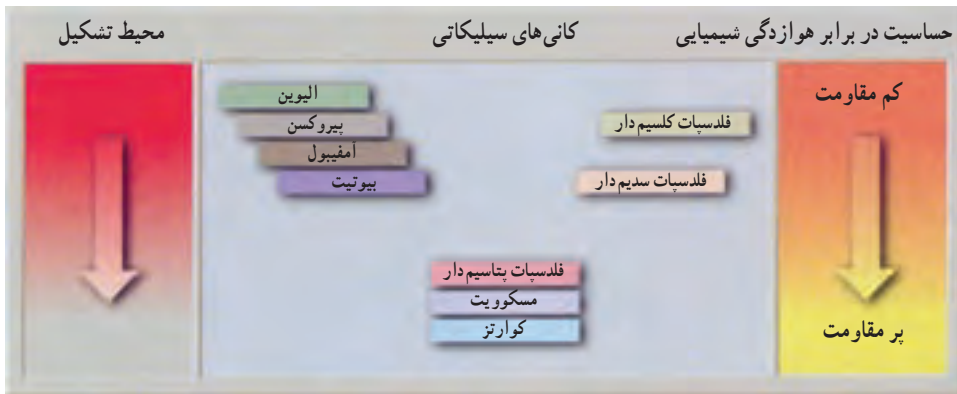 حساسیت در برابر هوازدگی شیمیایی
کانی‌های سیلیکاتی
محیط تشکیل
کم مقاومت
الیوین
فلدسپات کلسیم‌دار
پیروکسن
آمفیبول
فلدسپات سدیم‌دار
بیوتیت
فلدسپات پتاسیم‌دار
مسکوویت
کوارتز
پر مقاومت